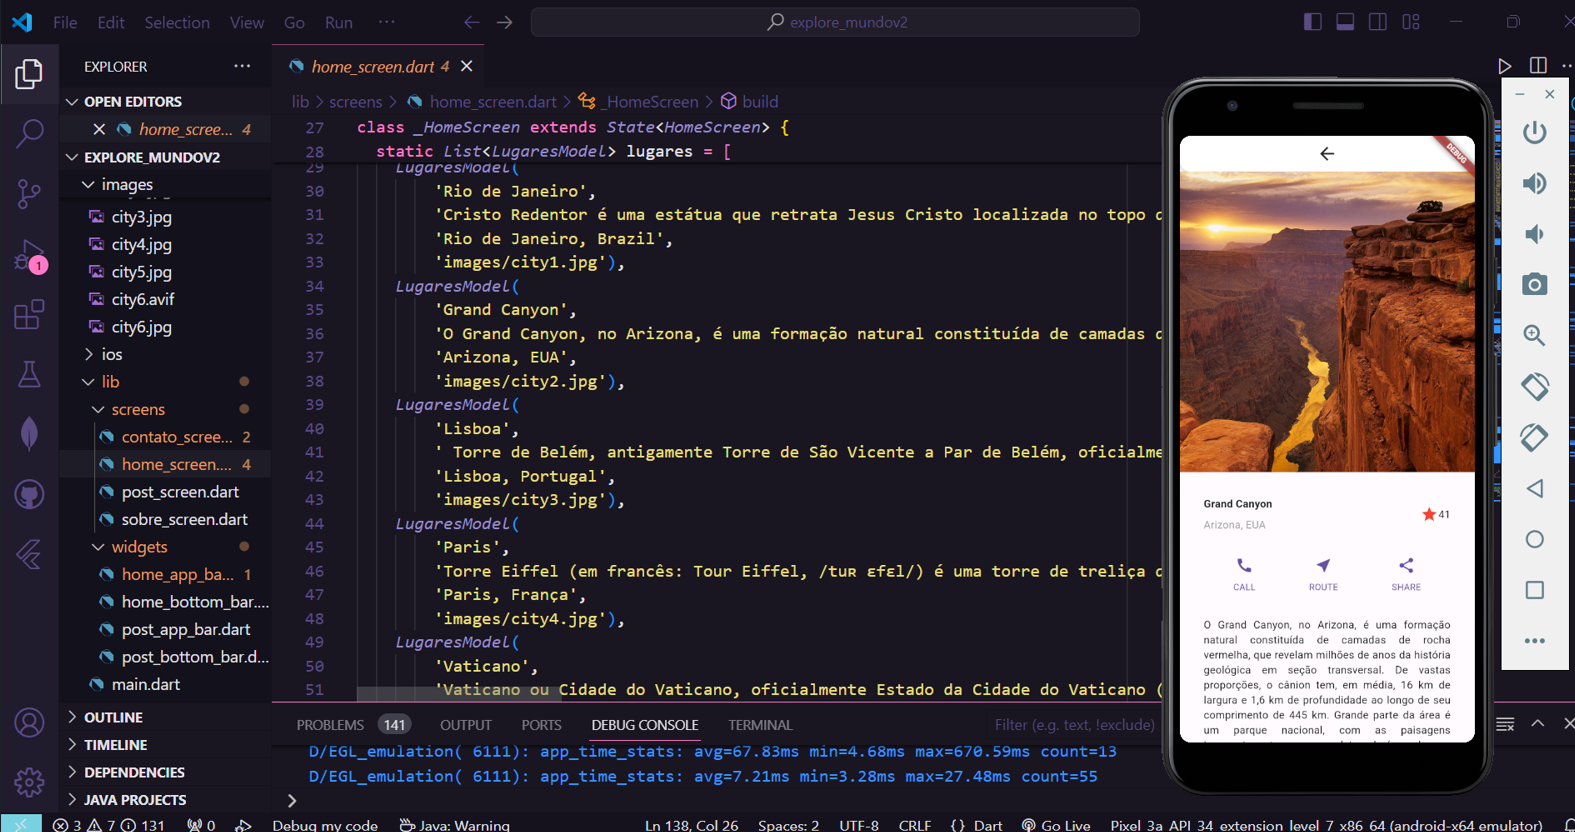 File Edit Selection View Go Run ··· explore_mundov2
EXPLORER ···
OPEN EDITORS
home_scree... 4
EXPLORE_MUNDOV2
images
city3.jpg
city4.jpg
city5.jpg
city6.avif
city6.jpg
ios
lib
screens
contato_scree... 2
home_screen.... 4
post_screen.dart
sobre_screen.dart
widgets
home_app_ba... 1
home_bottom_bar....
post_app_bar.dart
post_bottom_bar.d...
main.dart
OUTLINE
TIMELINE
DEPENDENCIES
JAVA PROJECTS
1
home_screen.dart 4
lib > screens > home_screen.dart > _HomeScreen > build
27 class _HomeScreen extends State<HomeScreen> {
28 static List<LugaresModel> lugares = [
29 LugaresModel(
30 'Rio de Janeiro',
31 'Cristo Redentor é uma estátua que retrata Jesus Cristo localizada no topo d
32 'Rio de Janeiro, Brazil',
33 'images/city1.jpg'),
34 LugaresModel(
35 'Grand Canyon',
36 'O Grand Canyon, no Arizona, é uma formação natural constituída de camadas d
37 'Arizona, EUA',
38 'images/city2.jpg'),
39 LugaresModel(
40 'Lisboa',
41 ' Torre de Belém, antigamente Torre de São Vicente a Par de Belém, oficialme
42 'Lisboa, Portugal',
43 'images/city3.jpg'),
44 LugaresModel(
45 'Paris',
46 'Torre Eiffel (em francês: Tour Eiffel, /tuʀ ɛfɛl/) é uma torre de treliça d
47 'Paris, França',
48 'images/city4.jpg'),
49 LugaresModel(
50 'Vaticano',
51 'Vaticano ou Cidade do Vaticano, oficialmente Estado da Cidade do Vaticano (
PROBLEMS 141 OUTPUT PORTS DEBUG CONSOLE TERMINAL Filter (e.g. text, !exclude)
D/EGL_emulation( 6111): app_time_stats: avg=67.83ms min=4.68ms max=670.59ms count=13
D/EGL_emulation( 6111): app_time_stats: avg=7.21ms min=3.28ms max=27.48ms count=55
DEBUG
Grand Canyon
Arizona, EUA
41
CALL ROUTE SHARE
O Grand Canyon, no Arizona, é uma formação
natural constituída de camadas de rocha
vermelha, que revelam milhões de anos da história
geológica em seção transversal. De vastas
proporções, o cânion tem, em média, 16 km de
largura e 1,6 km de profundidade ao longo de seu
comprimento de 445 km. Grande parte da área é
um parque nacional, com as paisagens
3 7 131 0 Debug my code Java: Warning Ln 138, Col 26 Spaces: 2 UTF-8 CRLF {} Dart Go Live Pixel 3a API 34 extension level 7 x86 64 (android-x64 emulator)